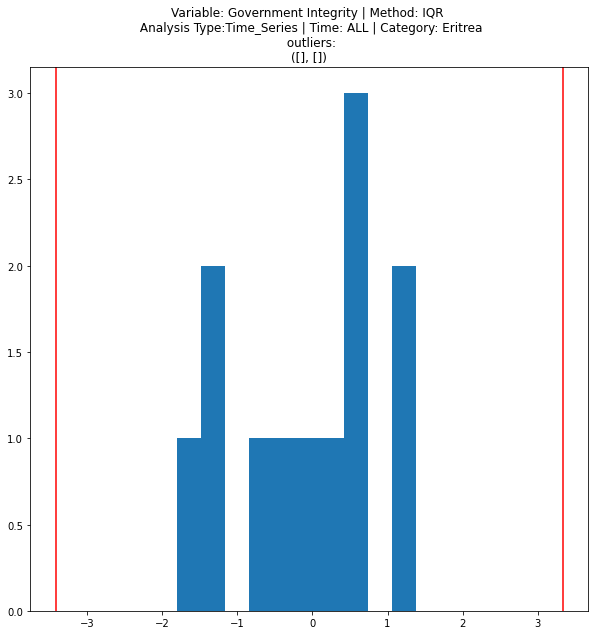 Variable: Government Integrity | Method: IQR
Analysis Type:Time_Series | Time: ALL | Category: Eritrea
outliers:
([], [])
3.0
2.5
2.0
1.5
1.0
0.5
0.0
−3 −2 −1 0 1 2 3